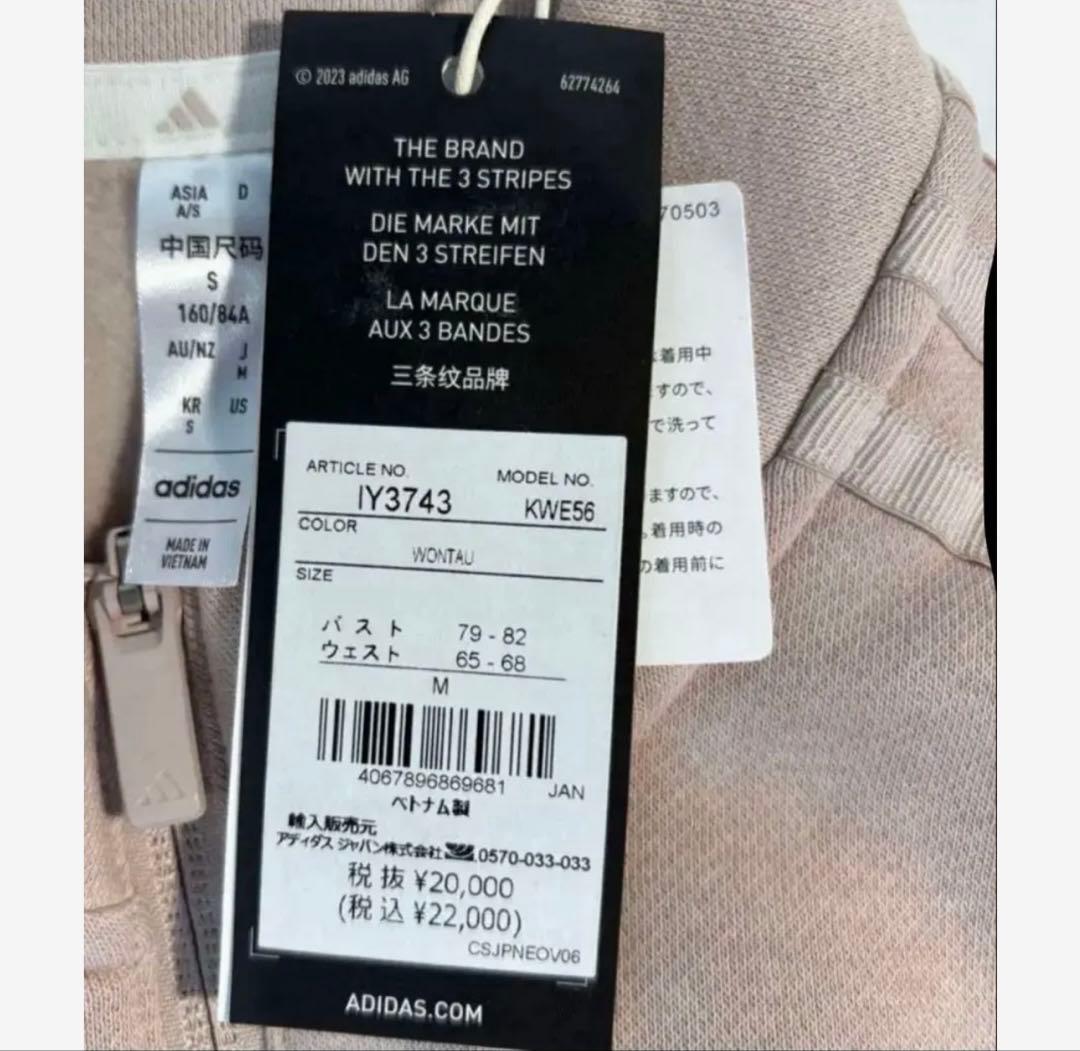 © 2023 adidas AG
62774264
THE BRAND
WITH THE 3 STRIPES
DIE MARKE MIT
DEN 3 STREIFEN
LA MARQUE
AUX 3 BANDES
三条纹品牌
ARTICLE NO.
MODEL NO.
IY3743
KWE56
COLOR
WONTAU
SIZE
バスト 79 - 82
ウェスト 65 - 68
M
4067896869681 JAN
ベトナム製
輸入販売元
アディダス ジャパン株式会社 0570-033-033
税抜 ¥20,000
(税込 ¥22,000)
CSJPNEOV06
ADIDAS.COM
ASIA D
A/S
中国尺码
S
160/84A
AU/NZ J
M
KR US
S
adidas
MADE IN
VIETNAM
70503
着用中
すので、
で洗って
ますので、
着用時の
の着用前に